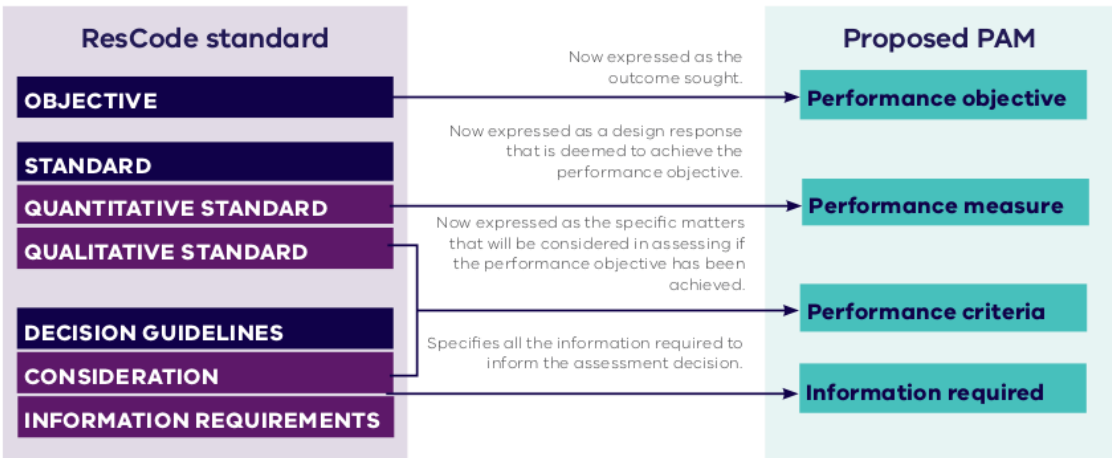 ResCode standard
OBJECTIVE
STANDARD
QUANTITATIVE STANDARD
QUALITATIVE STANDARD
DECISION GUIDELINES
CONSIDERATION
INFORMATION REQUIREMENTS
Now expressed as the
outcome sought.
Now expressed as a design response
that is deemed to achieve the
performance objective.
Now expressed as the specific matters
that will be considered in assessing if
the performance objective has been
achieved.
Specifies all the information required to
inform the assessment decision.
Proposed PAM
Performance objective
Performance measure
Performance criteria
Information required